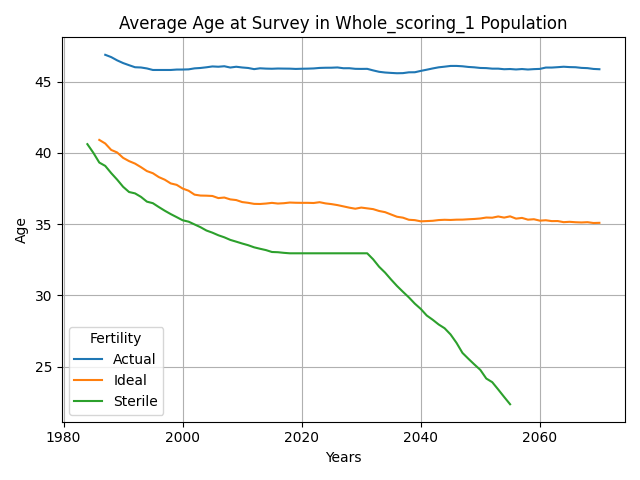 Average Age at Survey in Whole_scoring_1 Population
Age
45
40
35
30
25
Fertility
Actual
Ideal
Sterile
1980
2000
2020
2040
2060
Years